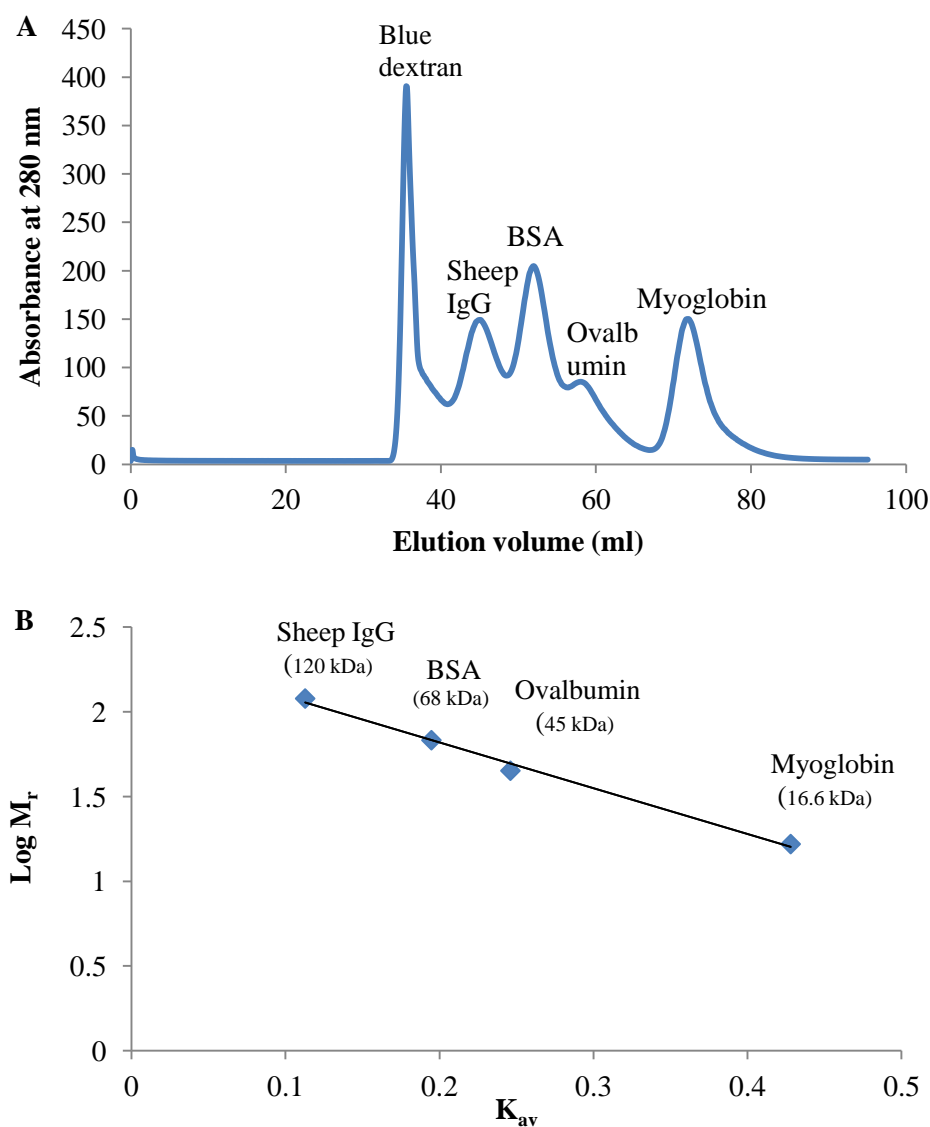 A
450
400
350
300
250
200
150
100
50
0
Absorbance at 280 nm
Blue
dextran
Sheep
IgG
BSA
Ovalb
umin
Myoglobin
0 20 40 60 80 100
Elution volume (ml)
B
2.5
2
1.5
1
0.5
0
Log Mr
Sheep IgG
(120 kDa)
BSA
(68 kDa)
Ovalbumin
(45 kDa)
Myoglobin
(16.6 kDa)
0 0.1 0.2 0.3 0.4 0.5
Kav